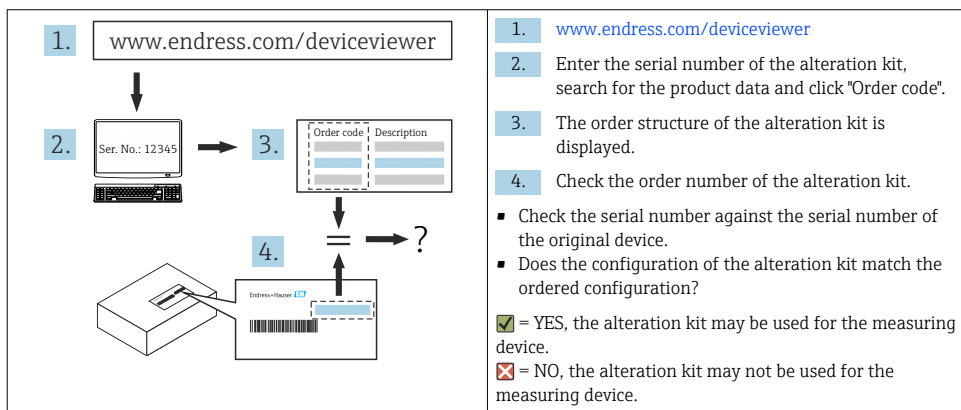 1.
www.endress.com/deviceviewer
2.
Ser. No.: 12345
3.
Order code
Description
?
4.
Endress+Hauser EH
1. www.endress.com/deviceviewer
2. Enter the serial number of the alteration kit,
search for the product data and click "Order code".
3. The order structure of the alteration kit is
displayed.
4. Check the order number of the alteration kit.
▪ Check the serial number against the serial number of
the original device.
▪ Does the configuration of the alteration kit match the
ordered configuration?
= YES, the alteration kit may be used for the measuring
device.
= NO, the alteration kit may not be used for the
measuring device.